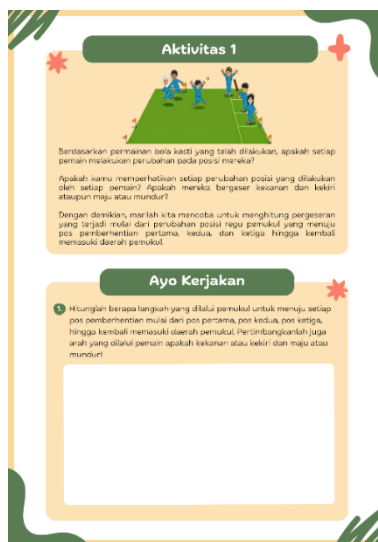 Aktivitas 1
Berdasarkan permainan bola kasti yang telah dilakukan, apakah setiap
pemain melakukan perubahan pada posisi mereka?
Apakah kamu memperhatikan setiap perubahan posisi yang dilakukan
oleh setiap pemain? Apakah mereka bergeser kekanan dan kekiri
ataupun maju atau mundur?
Dengan demikian, marilah kita mencoba untuk menghitung pergeseran
yang terjadi mulai dari perubahan posisi regu pemukul yang menuju
pos pemberhentian pertama, kedua, dan ketiga hingga kembali
memasuki daerah pemukul.
Ayo Kerjakan
1. Hitunglah berapa langkah yang dilalui pemukul untuk menuju setiap
pos pemberhentian mulai dari pos pertama, pos kedua, pos ketiga,
hingga kembali memasuki daerah pemukul. Pertimbangkanlah juga
arah yang dilalui pemain apakah kekanan atau kekiri dan maju atau
mundur!